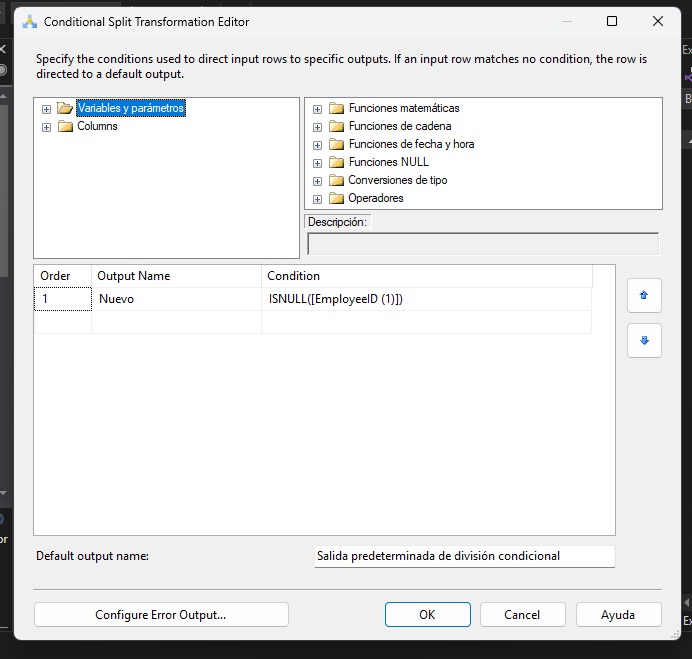 Conditional Split Transformation Editor
Specify the conditions used to direct input rows to specific outputs. If an input row matches no condition, the row is
directed to a default output.
Variables y parámetros
Columns
Funciones matemáticas
Funciones de cadena
Funciones de fecha y hora
Funciones NULL
Conversiones de tipo
Operadores
Descripción:
Order Output Name Condition
1 Nuevo ISNULL([EmployeeID (1)])
Default output name: Salida predeterminada de división condicional
Configure Error Output... OK Cancel Ayuda